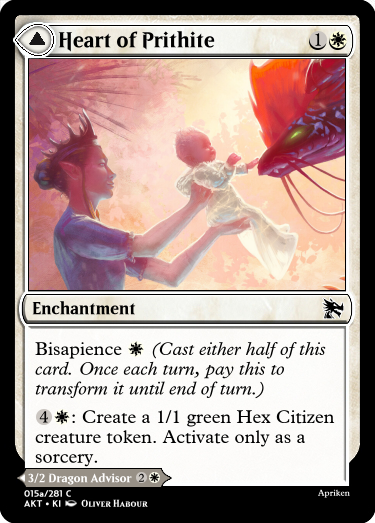 Heart of Prithite 1
Enchantment
Bisapience (Cast either half of this
card. Once each turn, pay this to
transform it until end of turn.)
4 : Create a 1/1 green Hex Citizen
creature token. Activate only as a
sorcery.
3/2 Dragon Advisor 2
015a/281 C
Apriken
AKT • KI Oliver Habour